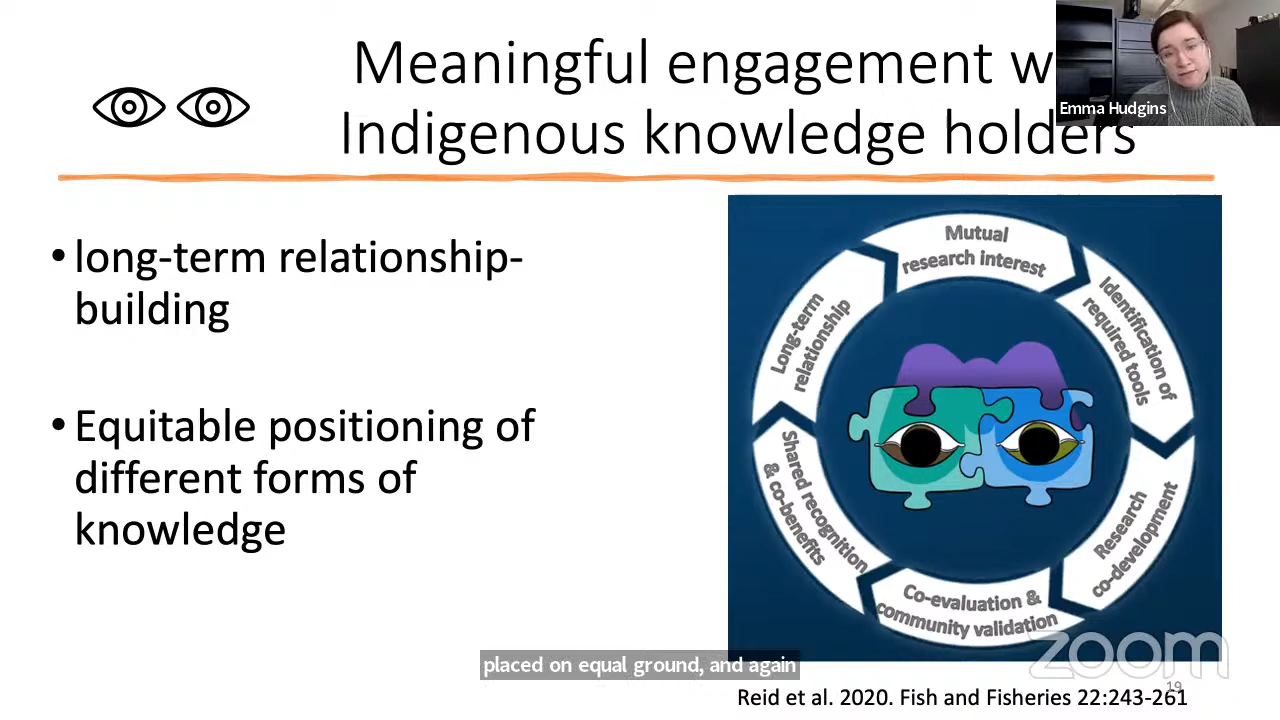 Meaningful engagement w
Indigenous knowledge holders
Emma Hudgins
• long-term relationship-
building
• Equitable positioning of
different forms of
knowledge
Mutual
research interest
Identification of
required tools
Research
co-development
Co-evaluation &
community validation
Shared recognition
& co-benefits
Long-term
relationship
placed on equal ground, and again
zoom
19
Reid et al. 2020. Fish and Fisheries 22:243-261